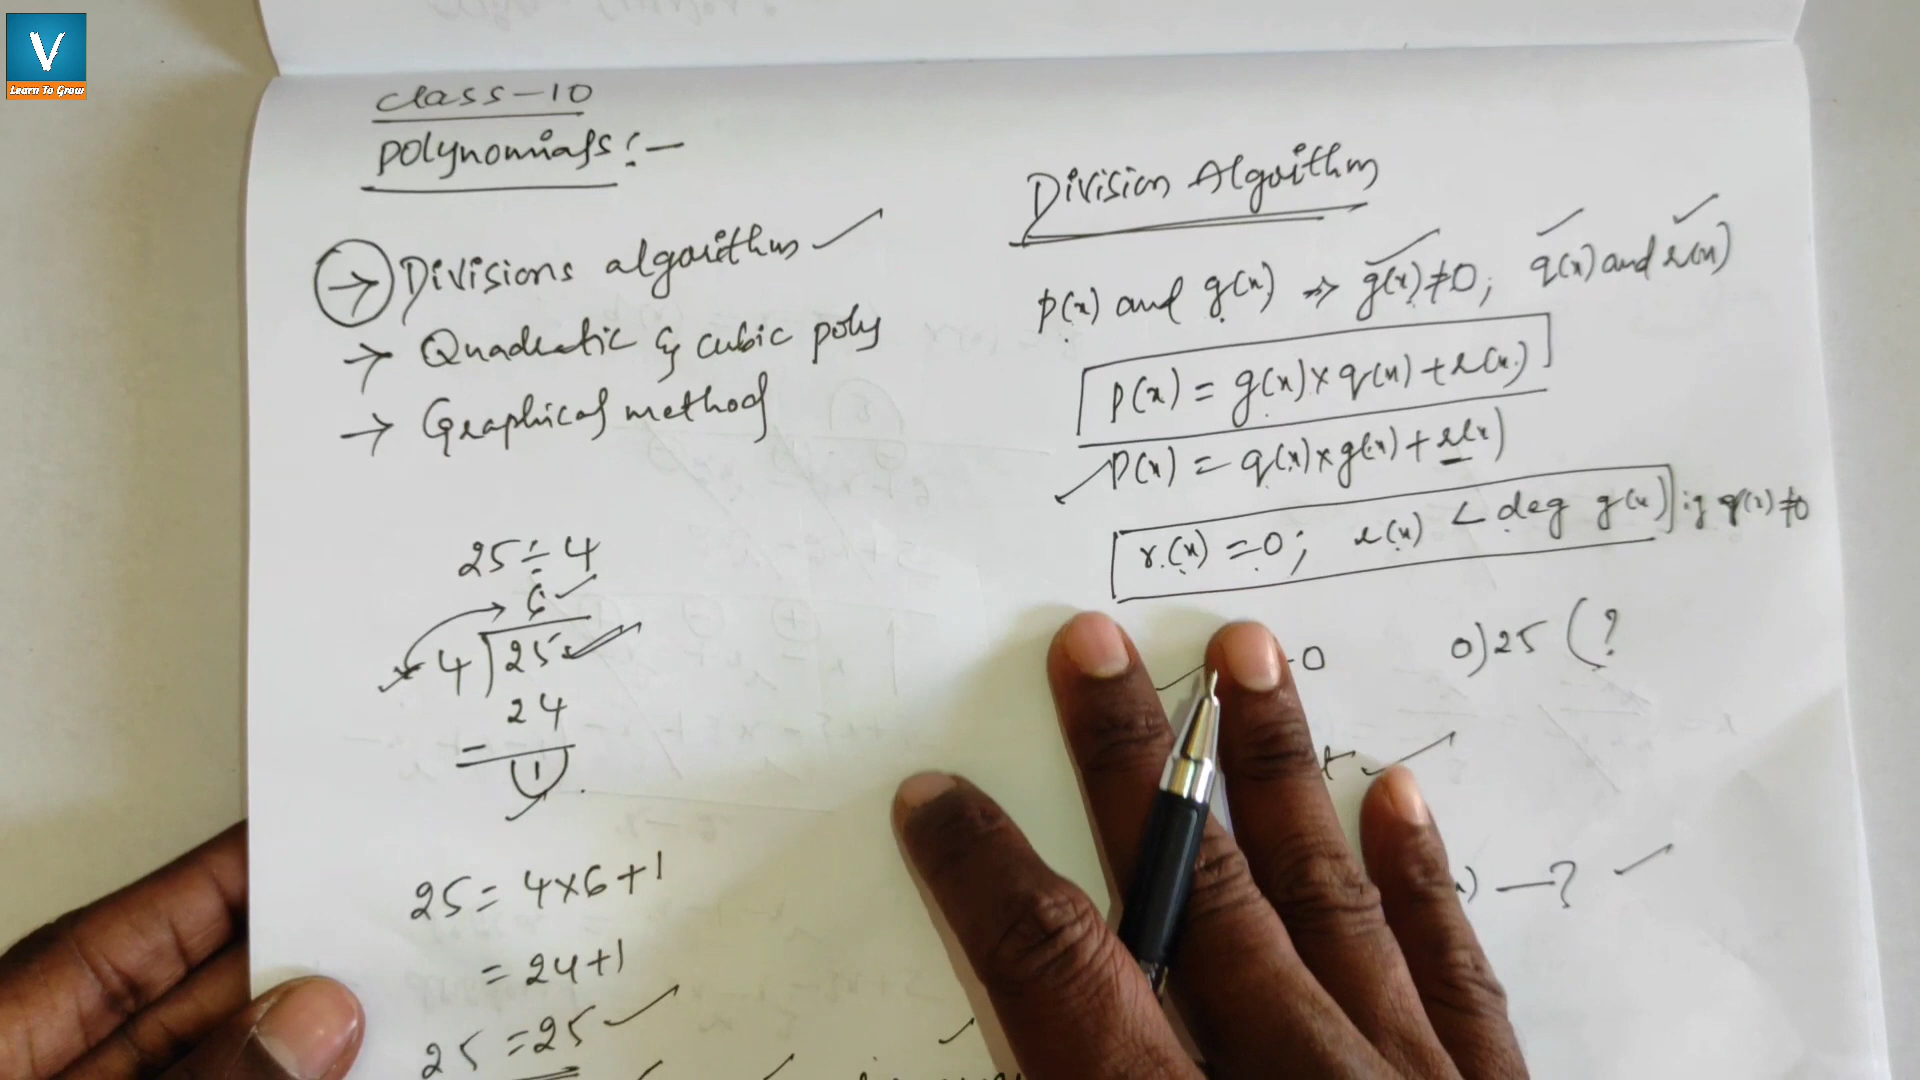 V
Learn To Grow
Class-10
Polynomials:-
→ Divisions algorithm ✓
→ Quadratic & cubic poly
→ Graphical method
25÷4
6 ✓
4)25
24
-
1
25=4×6+1
=24+1
25=25 ✓
Division Algorithm
p(x) and g(x) ⇒ g(x)≠0; q(x) and r(x)
p(x) = g(x)×q(x)+r(x)
✓ p(x) = q(x)×g(x)+r(x)
r(x)=0; r(x) < deg g(x) if
0
0)25(?
) —? ✓